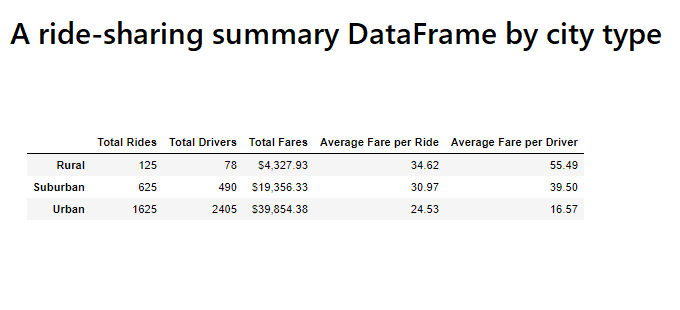 A ride-sharing summary DataFrame by city type
Total Rides Total Drivers Total Fares Average Fare per Ride Average Fare per Driver
Rural 125 78 $4,327.93 34.62 55.49
Suburban 625 490 $19,356.33 30.97 39.50
Urban 1625 2405 $39,854.38 24.53 16.57